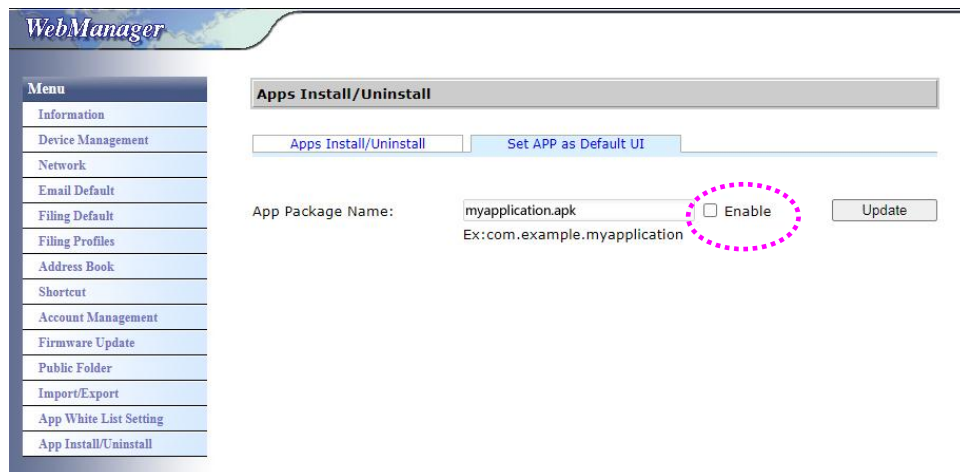 WebManager
Menu
Information
Device Management
Network
Email Default
Filing Default
Filing Profiles
Address Book
Shortcut
Account Management
Firmware Update
Public Folder
Import/Export
App White List Setting
App Install/Uninstall
Apps Install/Uninstall
Apps Install/Uninstall Set APP as Default UI
App Package Name: myapplication.apk Enable Update
Ex:com.example.myapplication